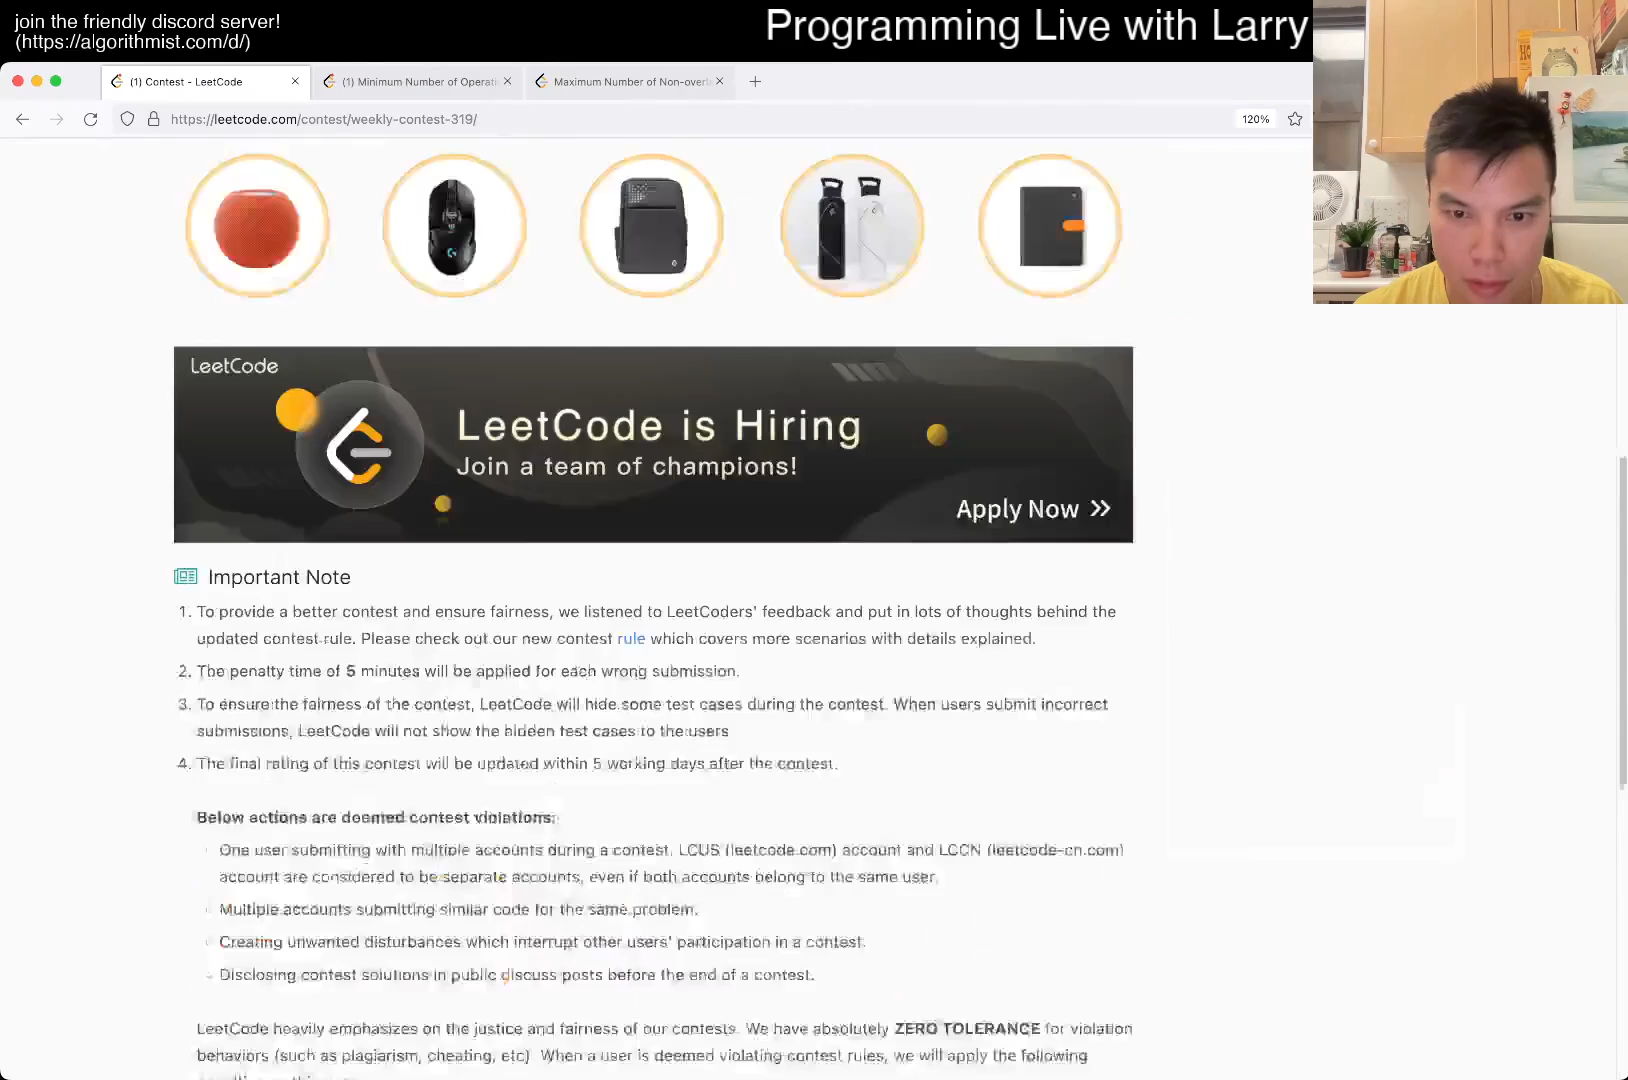 join the friendly discord server!
(https://algorithmist.com/d/)
Programming Live with Larry
(1) Contest - LeetCode
(1) Minimum Number of Operati
Maximum Number of Non-overl
https://leetcode.com/contest/weekly-contest-319/
120%
LeetCode
LeetCode is Hiring
Join a team of champions!
Apply Now
Important Note
1. To provide a better contest and ensure fairness, we listened to LeetCoders' feedback and put in lots of thoughts behind the
updated contest rule. Please check out our new contest rule which covers more scenarios with details explained.
2. The penalty time of 5 minutes will be applied for each wrong submission.
3. To ensure the fairness of the contest, LeetCode will hide some test cases during the contest. When users submit incorrect
submissions, LeetCode will not show the hidden test cases to the users
4. The final rating of this contest will be updated within 5 working days after the contest.
Below actions are deemed contest violations:
One user submitting with multiple accounts during a contest. LCUS (leetcode.com) account and LCCN (leetcode-cn.com)
account are considered to be separate accounts, even if both accounts belong to the same user.
Multiple accounts submitting similar code for the same problem.
Creating unwanted disturbances which interrupt other users' participation in a contest.
Disclosing contest solutions in public discuss posts before the end of a contest.
LeetCode heavily emphasizes on the justice and fairness of our contests. We have absolutely ZERO TOLERANCE for violation
behaviors (such as plagiarism, cheating, etc). When a user is deemed violating contest rules, we will apply the following